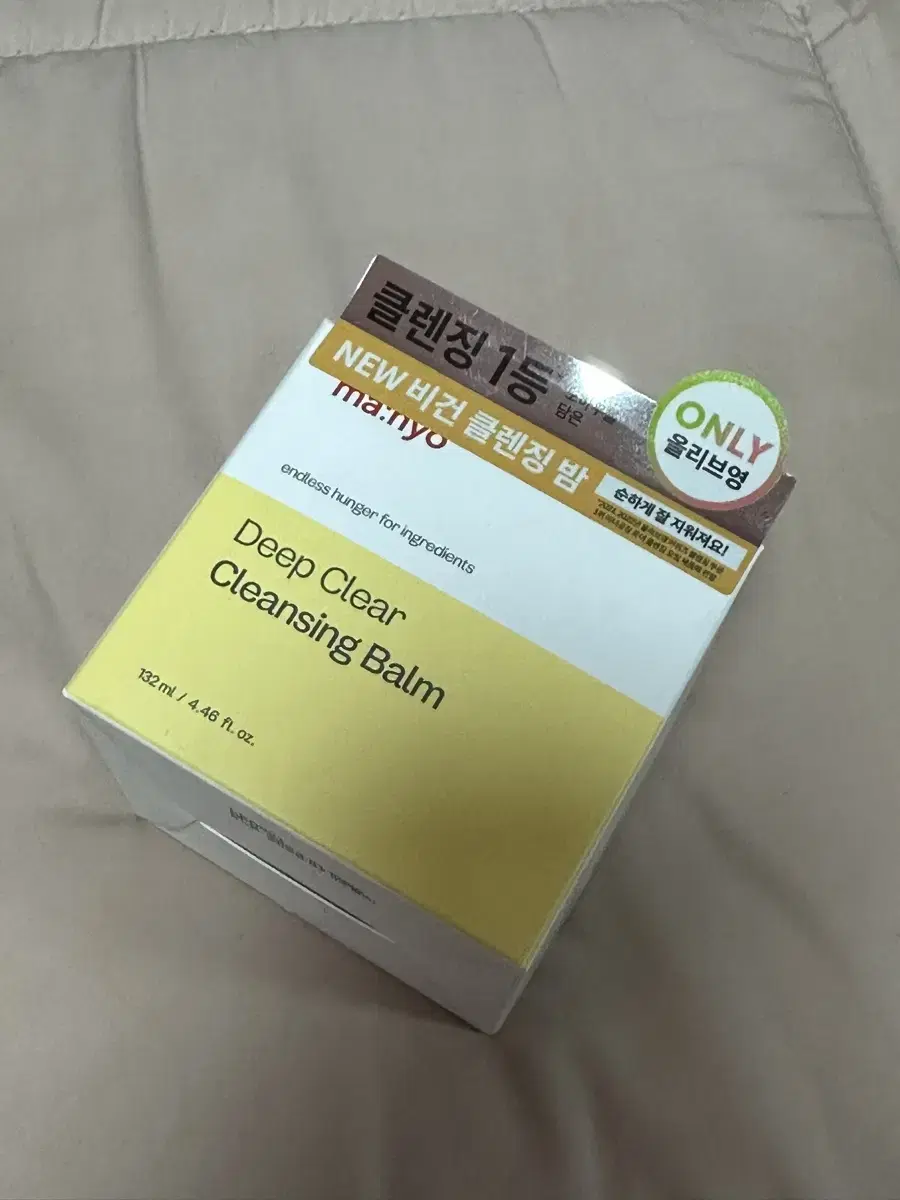 클렌징 1등
담은
NEW 비건 클렌징 밤
ONLY
올리브영
순하게 잘 지워져요!
ma:nyo
endless hunger for ingredients
Deep Clear
Cleansing Balm
132 ml / 4.46 fl. oz.